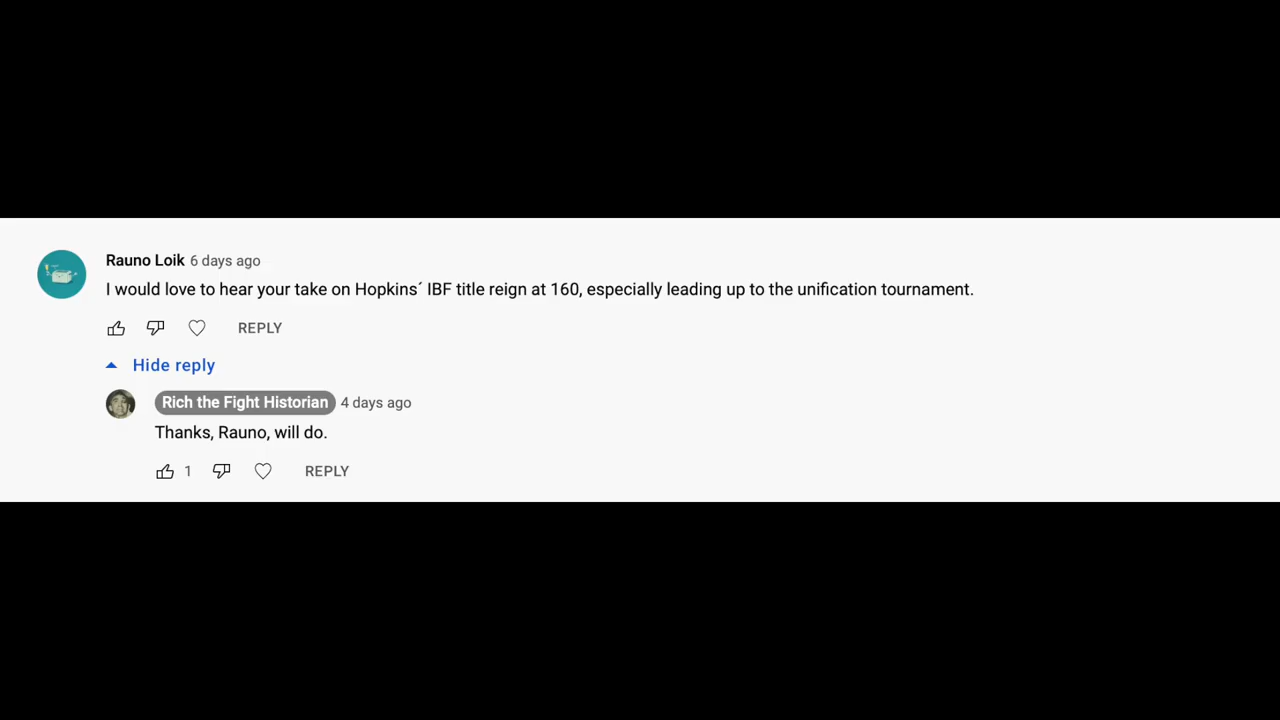 Rauno Loik 6 days ago
I would love to hear your take on Hopkins´ IBF title reign at 160, especially leading up to the unification tournament.
REPLY
Hide reply
Rich the Fight Historian 4 days ago
Thanks, Rauno, will do.
1 REPLY